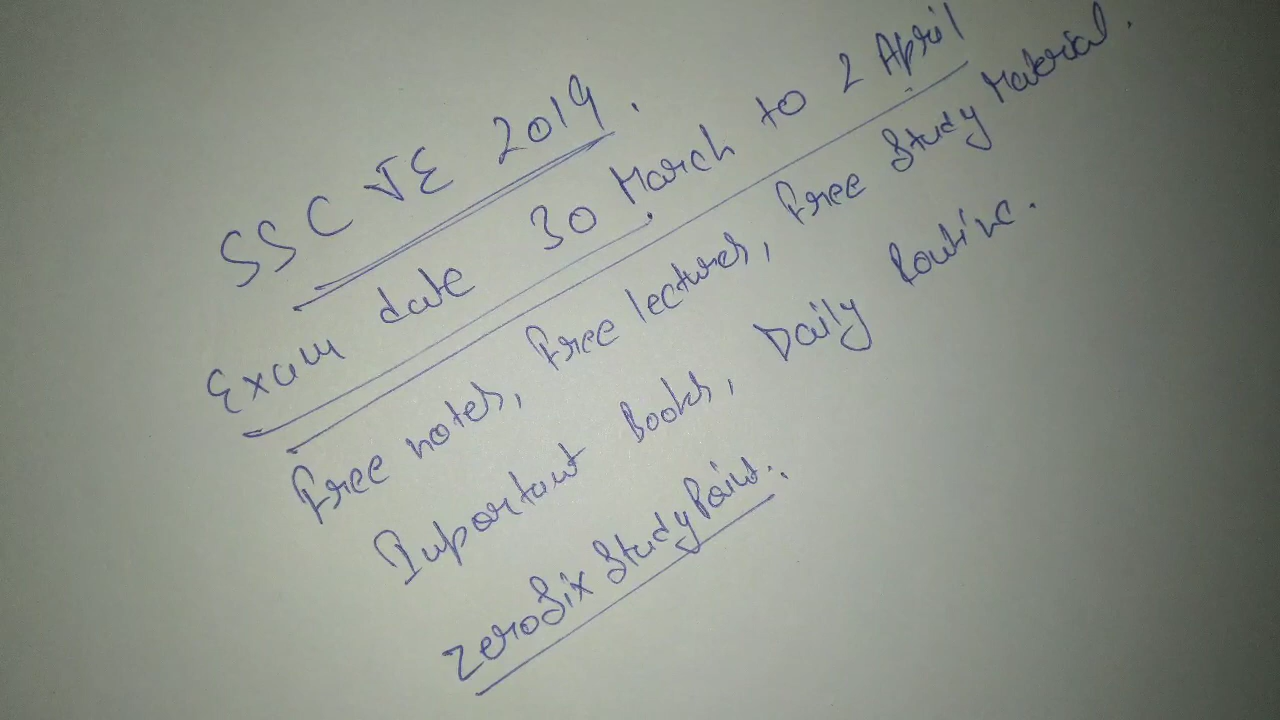 SSC JE 2019.
Exam date 30 March to 2 April
Free notes, Free lectures, Free Study Material.
Important Books, Daily Routine.
ZeroSix StudyPoint.